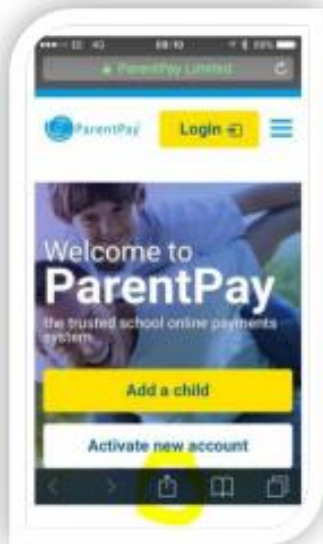 ParentPay Limited
ParentPay
Login
Welcome to
ParentPay
the trusted school online payments
system
Add a child
Activate new account